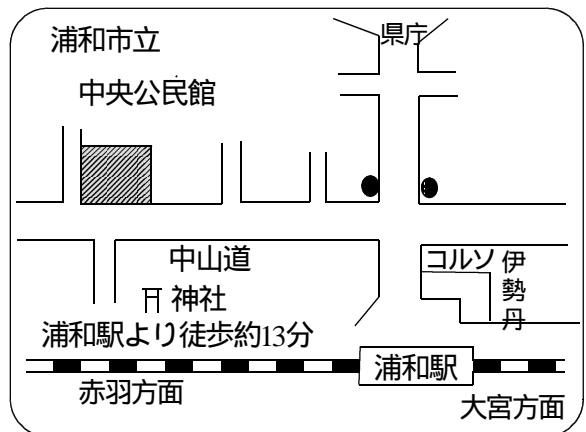 浦和市立
中央公民館
県庁
中山道
コルソ
伊勢丹
神社
浦和駅より徒歩約13分
浦和駅
赤羽方面
大宮方面